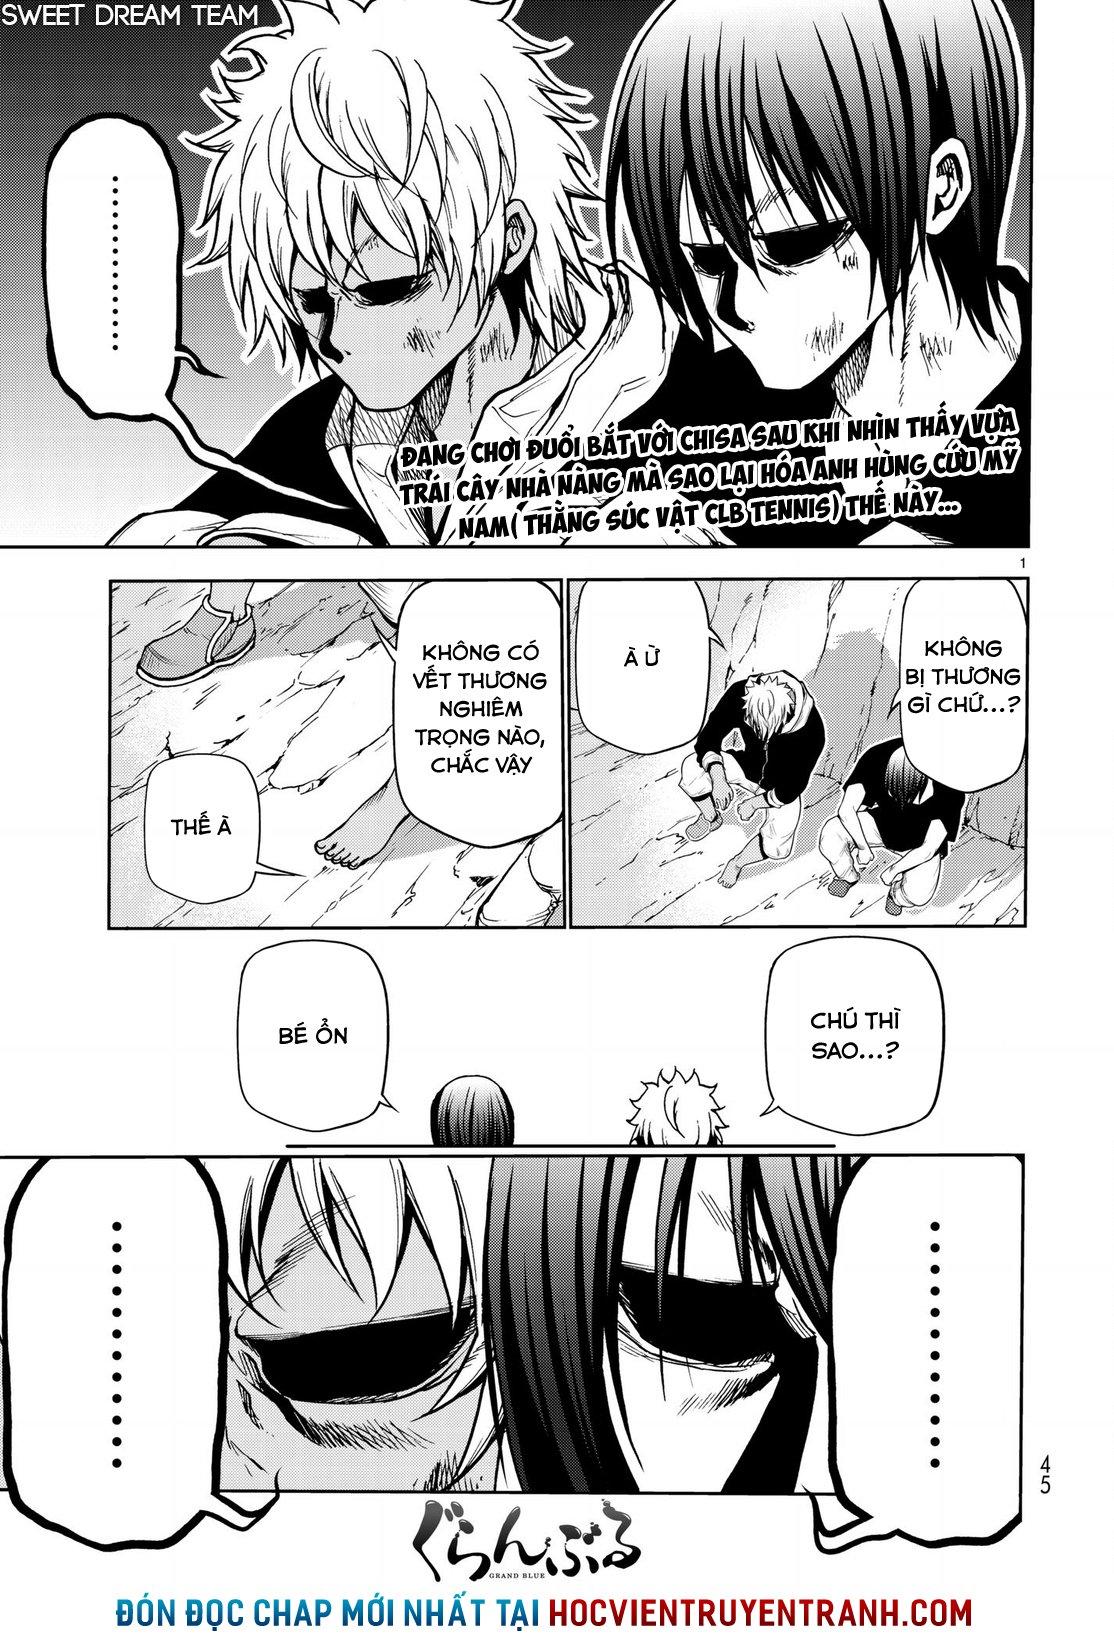 SWEET DREAM TEAM
..............
ĐANG CHƠI ĐUỔI BẮT VỚI CHISA SAU KHI NHÌN THẤY VỰA
TRÁI CÂY NHÀ NÀNG MÀ SAO LẠI HÓA ANH HÙNG CỨU MỸ
NAM( THẰNG SÚC VẬT CLB TENNIS) THẾ NÀY...
1
KHÔNG
BỊ THƯƠNG
GÌ CHỨ...?
À Ừ
KHÔNG CÓ
VẾT THƯƠNG
NGHIÊM
TRỌNG NÀO,
CHẮC VẬY
THẾ À
CHÚ THÌ
SAO...?
BÉ ỔN
............
............
45
ぐらんぶる
GRAND BLUE
ĐÓN ĐỌC CHAP MỚI NHẤT TẠI HOCVIENTRUYENTRANH.COM